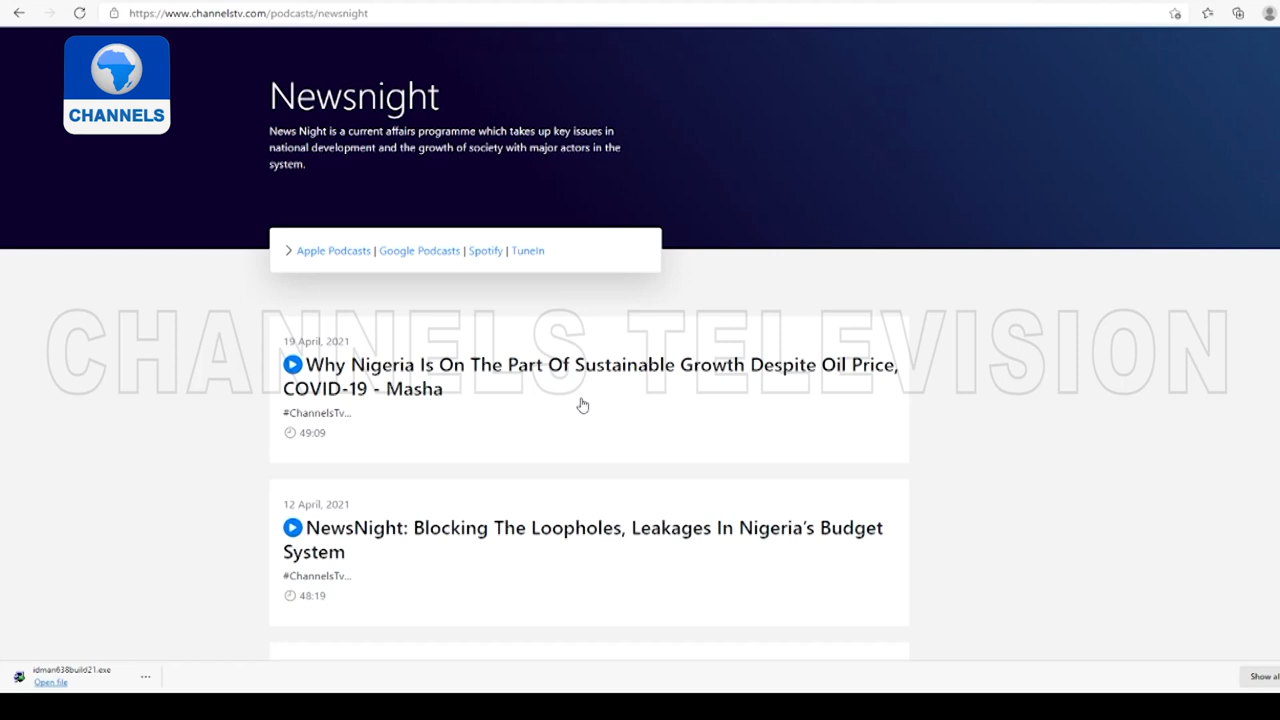 https://www.channelstv.com/podcasts/newsnight
CHANNELS
Newsnight
News Night is a current affairs programme which takes up key issues in
national development and the growth of society with major actors in the
system.
Apple Podcasts | Google Podcasts | Spotify | TuneIn
CHANNELS TELEVISION
19 April, 2021
Why Nigeria Is On The Part Of Sustainable Growth Despite Oil Price,
COVID-19 - Masha
#ChannelsTv...
49:09
12 April, 2021
NewsNight: Blocking The Loopholes, Leakages In Nigeria's Budget
System
#ChannelsTv...
48:19
idman638build21.exe
Open file
...
Show al